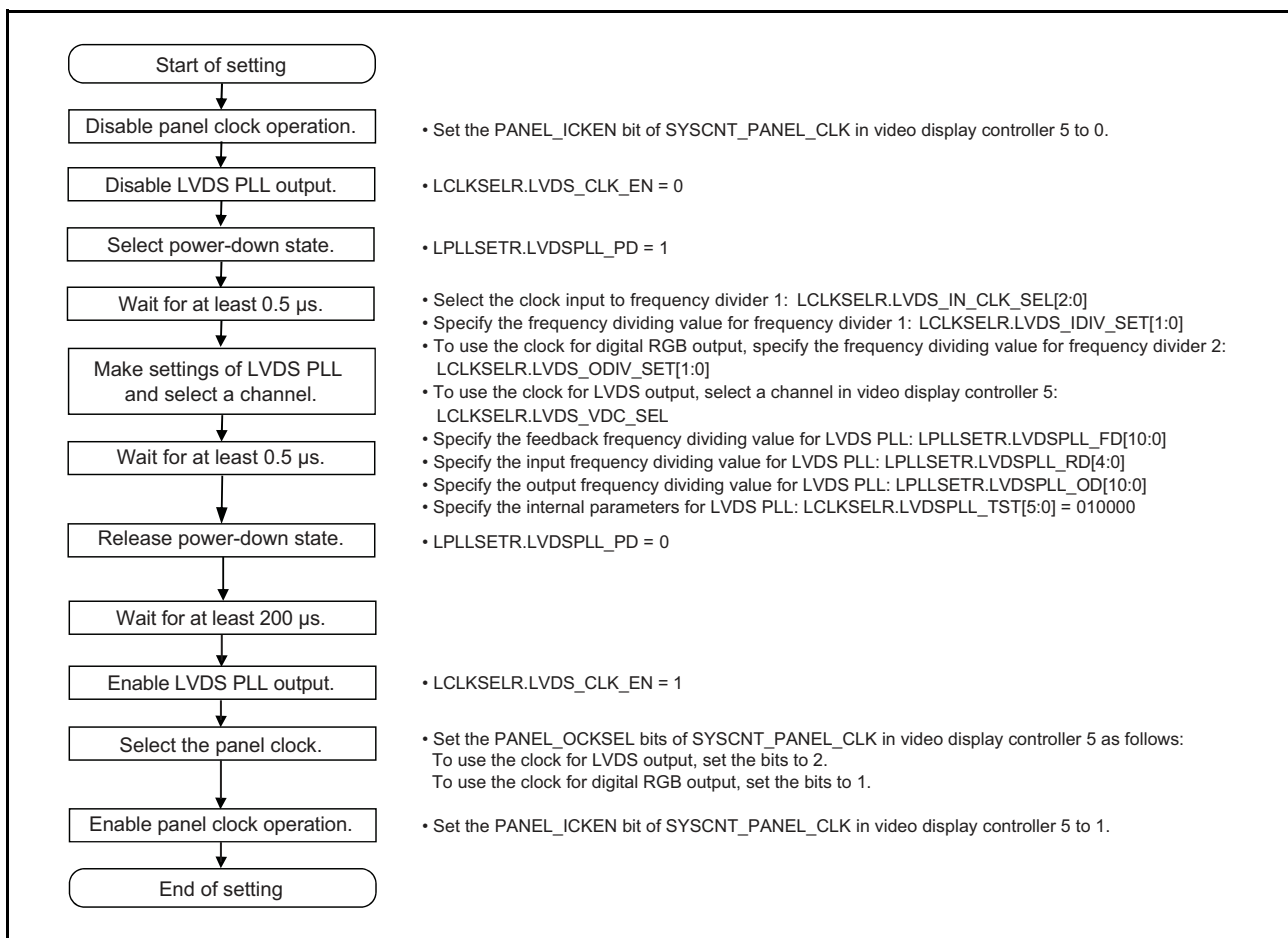 Start of setting
Disable panel clock operation.
• Set the PANEL_ICKEN bit of SYSCNT_PANEL_CLK in video display controller 5 to 0.
Disable LVDS PLL output.
• LCLKSELR.LVDS_CLK_EN = 0
Select power-down state.
• LPLLSETR.LVDSPLL_PD = 1
Wait for at least 0.5 µs.
Make settings of LVDS PLL
and select a channel.
• Select the clock input to frequency divider 1: LCLKSELR.LVDS_IN_CLK_SEL[2:0]
• Specify the frequency dividing value for frequency divider 1: LCLKSELR.LVDS_IDIV_SET[1:0]
• To use the clock for digital RGB output, specify the frequency dividing value for frequency divider 2:
LCLKSELR.LVDS_ODIV_SET[1:0]
• To use the clock for LVDS output, select a channel in video display controller 5:
LCLKSELR.LVDS_VDC_SEL
• Specify the feedback frequency dividing value for LVDS PLL: LPLLSETR.LVDSPLL_FD[10:0]
• Specify the input frequency dividing value for LVDS PLL: LPLLSETR.LVDSPLL_RD[4:0]
• Specify the output frequency dividing value for LVDS PLL: LPLLSETR.LVDSPLL_OD[10:0]
• Specify the internal parameters for LVDS PLL: LCLKSELR.LVDSPLL_TST[5:0] = 010000
Wait for at least 0.5 µs.
Release power-down state.
• LPLLSETR.LVDSPLL_PD = 0
Wait for at least 200 µs.
Enable LVDS PLL output.
• LCLKSELR.LVDS_CLK_EN = 1
Select the panel clock.
• Set the PANEL_OCKSEL bits of SYSCNT_PANEL_CLK in video display controller 5 as follows:
To use the clock for LVDS output, set the bits to 2.
To use the clock for digital RGB output, set the bits to 1.
Enable panel clock operation.
• Set the PANEL_ICKEN bit of SYSCNT_PANEL_CLK in video display controller 5 to 1.
End of setting